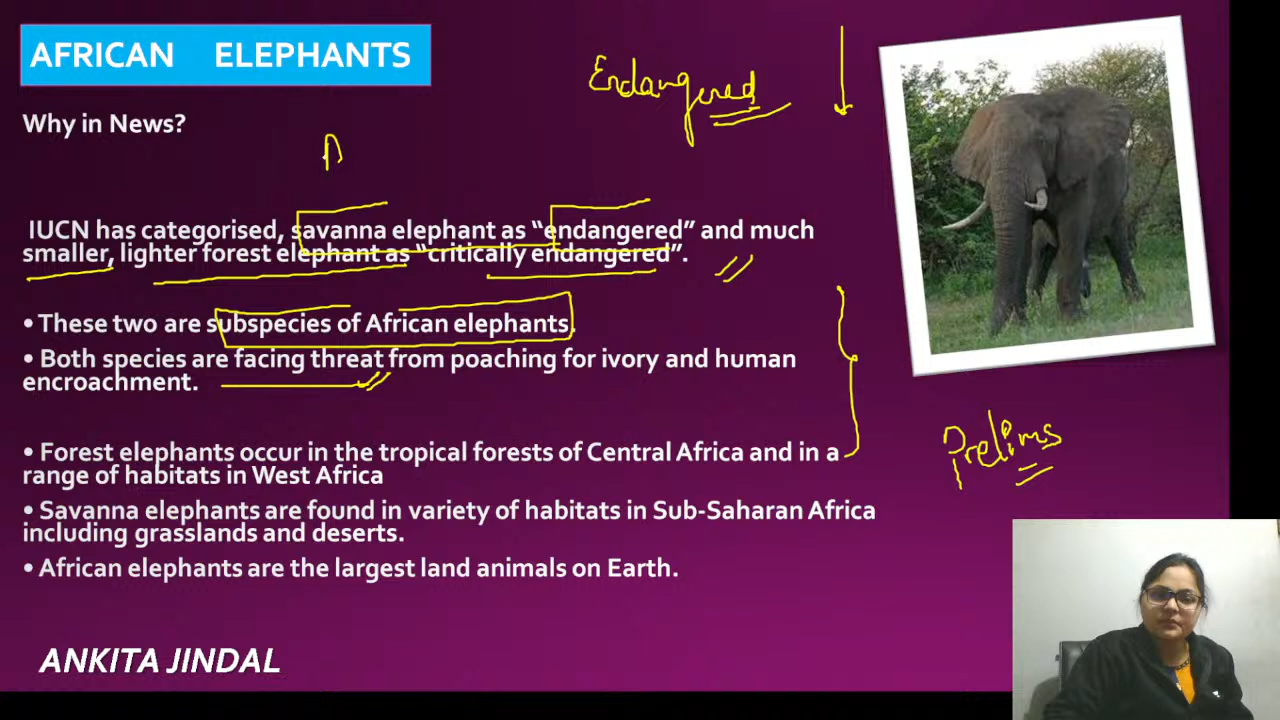 AFRICAN ELEPHANTS
Endangered
Why in News?
IUCN has categorised, savanna elephant as “endangered” and much
smaller, lighter forest elephant as “critically endangered”.
• These two are subspecies of African elephants.
• Both species are facing threat from poaching for ivory and human
encroachment.
• Forest elephants occur in the tropical forests of Central Africa and in a
range of habitats in West Africa
Prelims
• Savanna elephants are found in variety of habitats in Sub-Saharan Africa
including grasslands and deserts.
• African elephants are the largest land animals on Earth.
ANKITA JINDAL